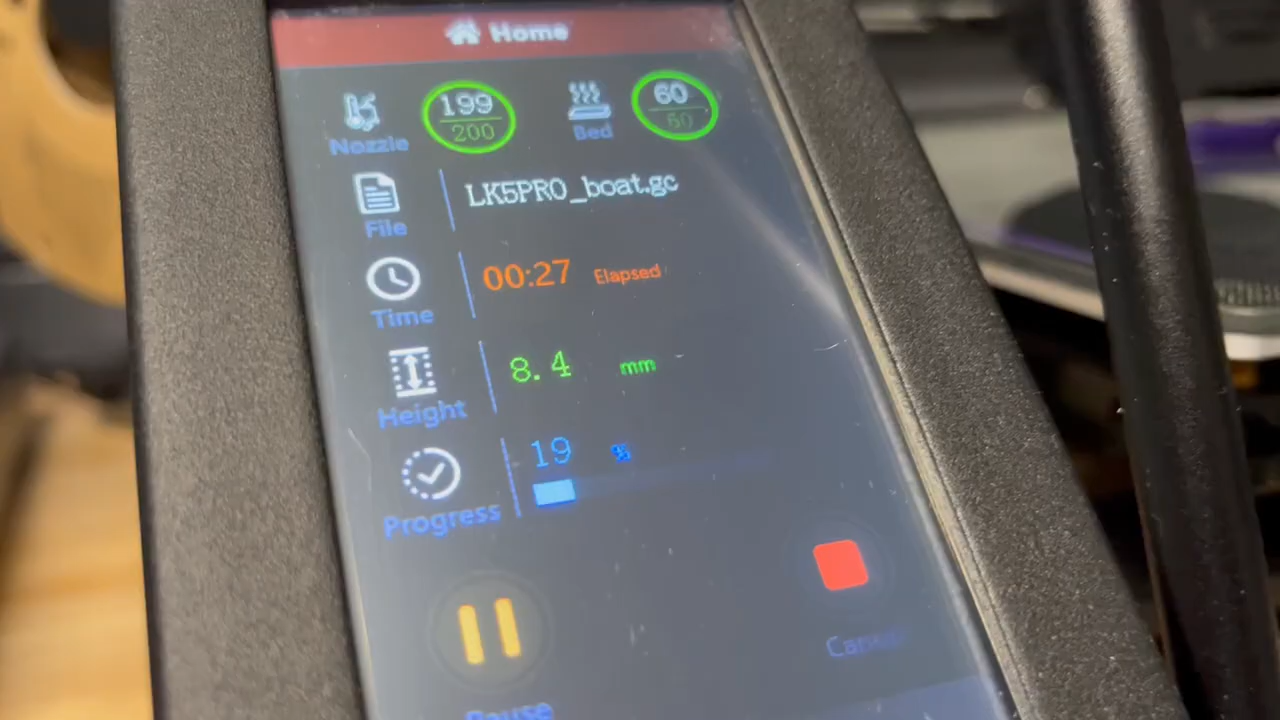 Home
199
200
Nozzle
60
60
Bed
LK5PRO_boat.gc
File
00:27 Elapsed
Time
8.4 mm
Height
19 %
Progress
Pause